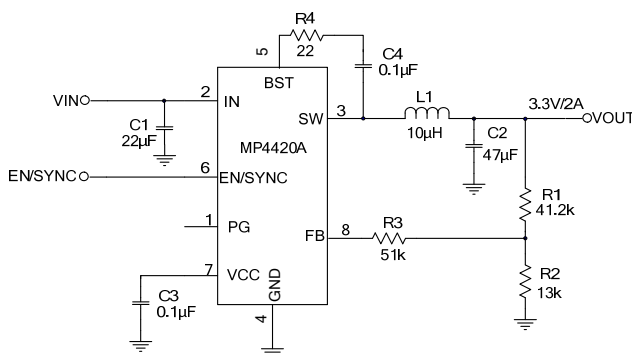 R4
22
5
C4
0.1µF
BST
VIN
2
IN
C1
22µF
SW
3
L1
10µH
3.3V/2A
VOUT
C2
47µF
MP4420A
EN/SYNC
6
EN/SYNC
R1
41.2k
1
PG
FB
8
R3
51k
7
VCC
GND
C3
0.1µF
4
R2
13k